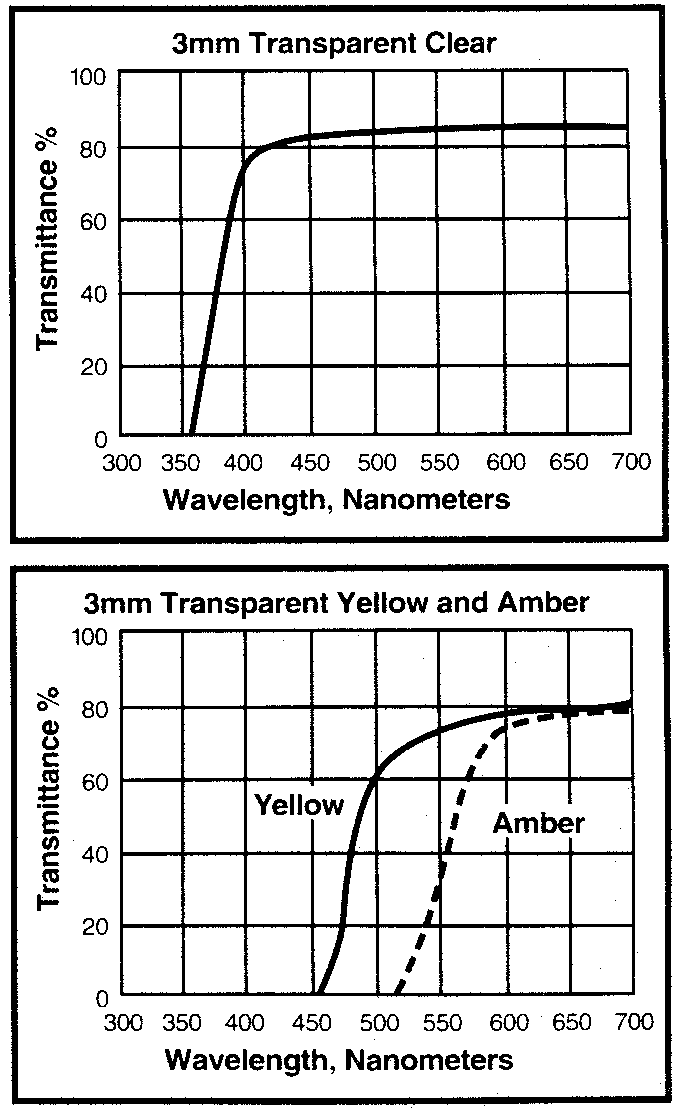 3mm Transparent Clear
Transmittance %
100
80
60
40
20
0
300 350 400 450 500 550 600 650 700
Wavelength, Nanometers
3mm Transparent Yellow and Amber
Transmittance %
100
80
60
40
20
0
Yellow
Amber
300 350 400 450 500 550 600 650 700
Wavelength, Nanometers